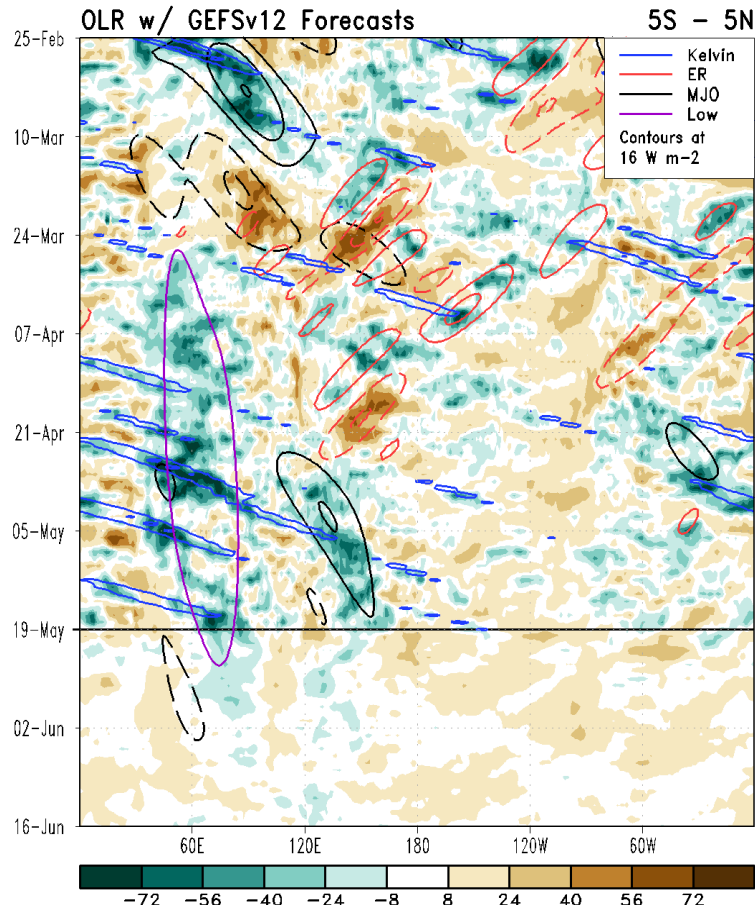 OLR w/ GEFSv12 Forecasts 5S - 5N
25-Feb
10-Mar
24-Mar
07-Apr
21-Apr
05-May
19-May
02-Jun
16-Jun
Kelvin
ER
MJO
Low
Contours at
16 W m-2
60E 120E 180 120W 60W
-72 -56 -40 -24 -8 8 24 40 56 72